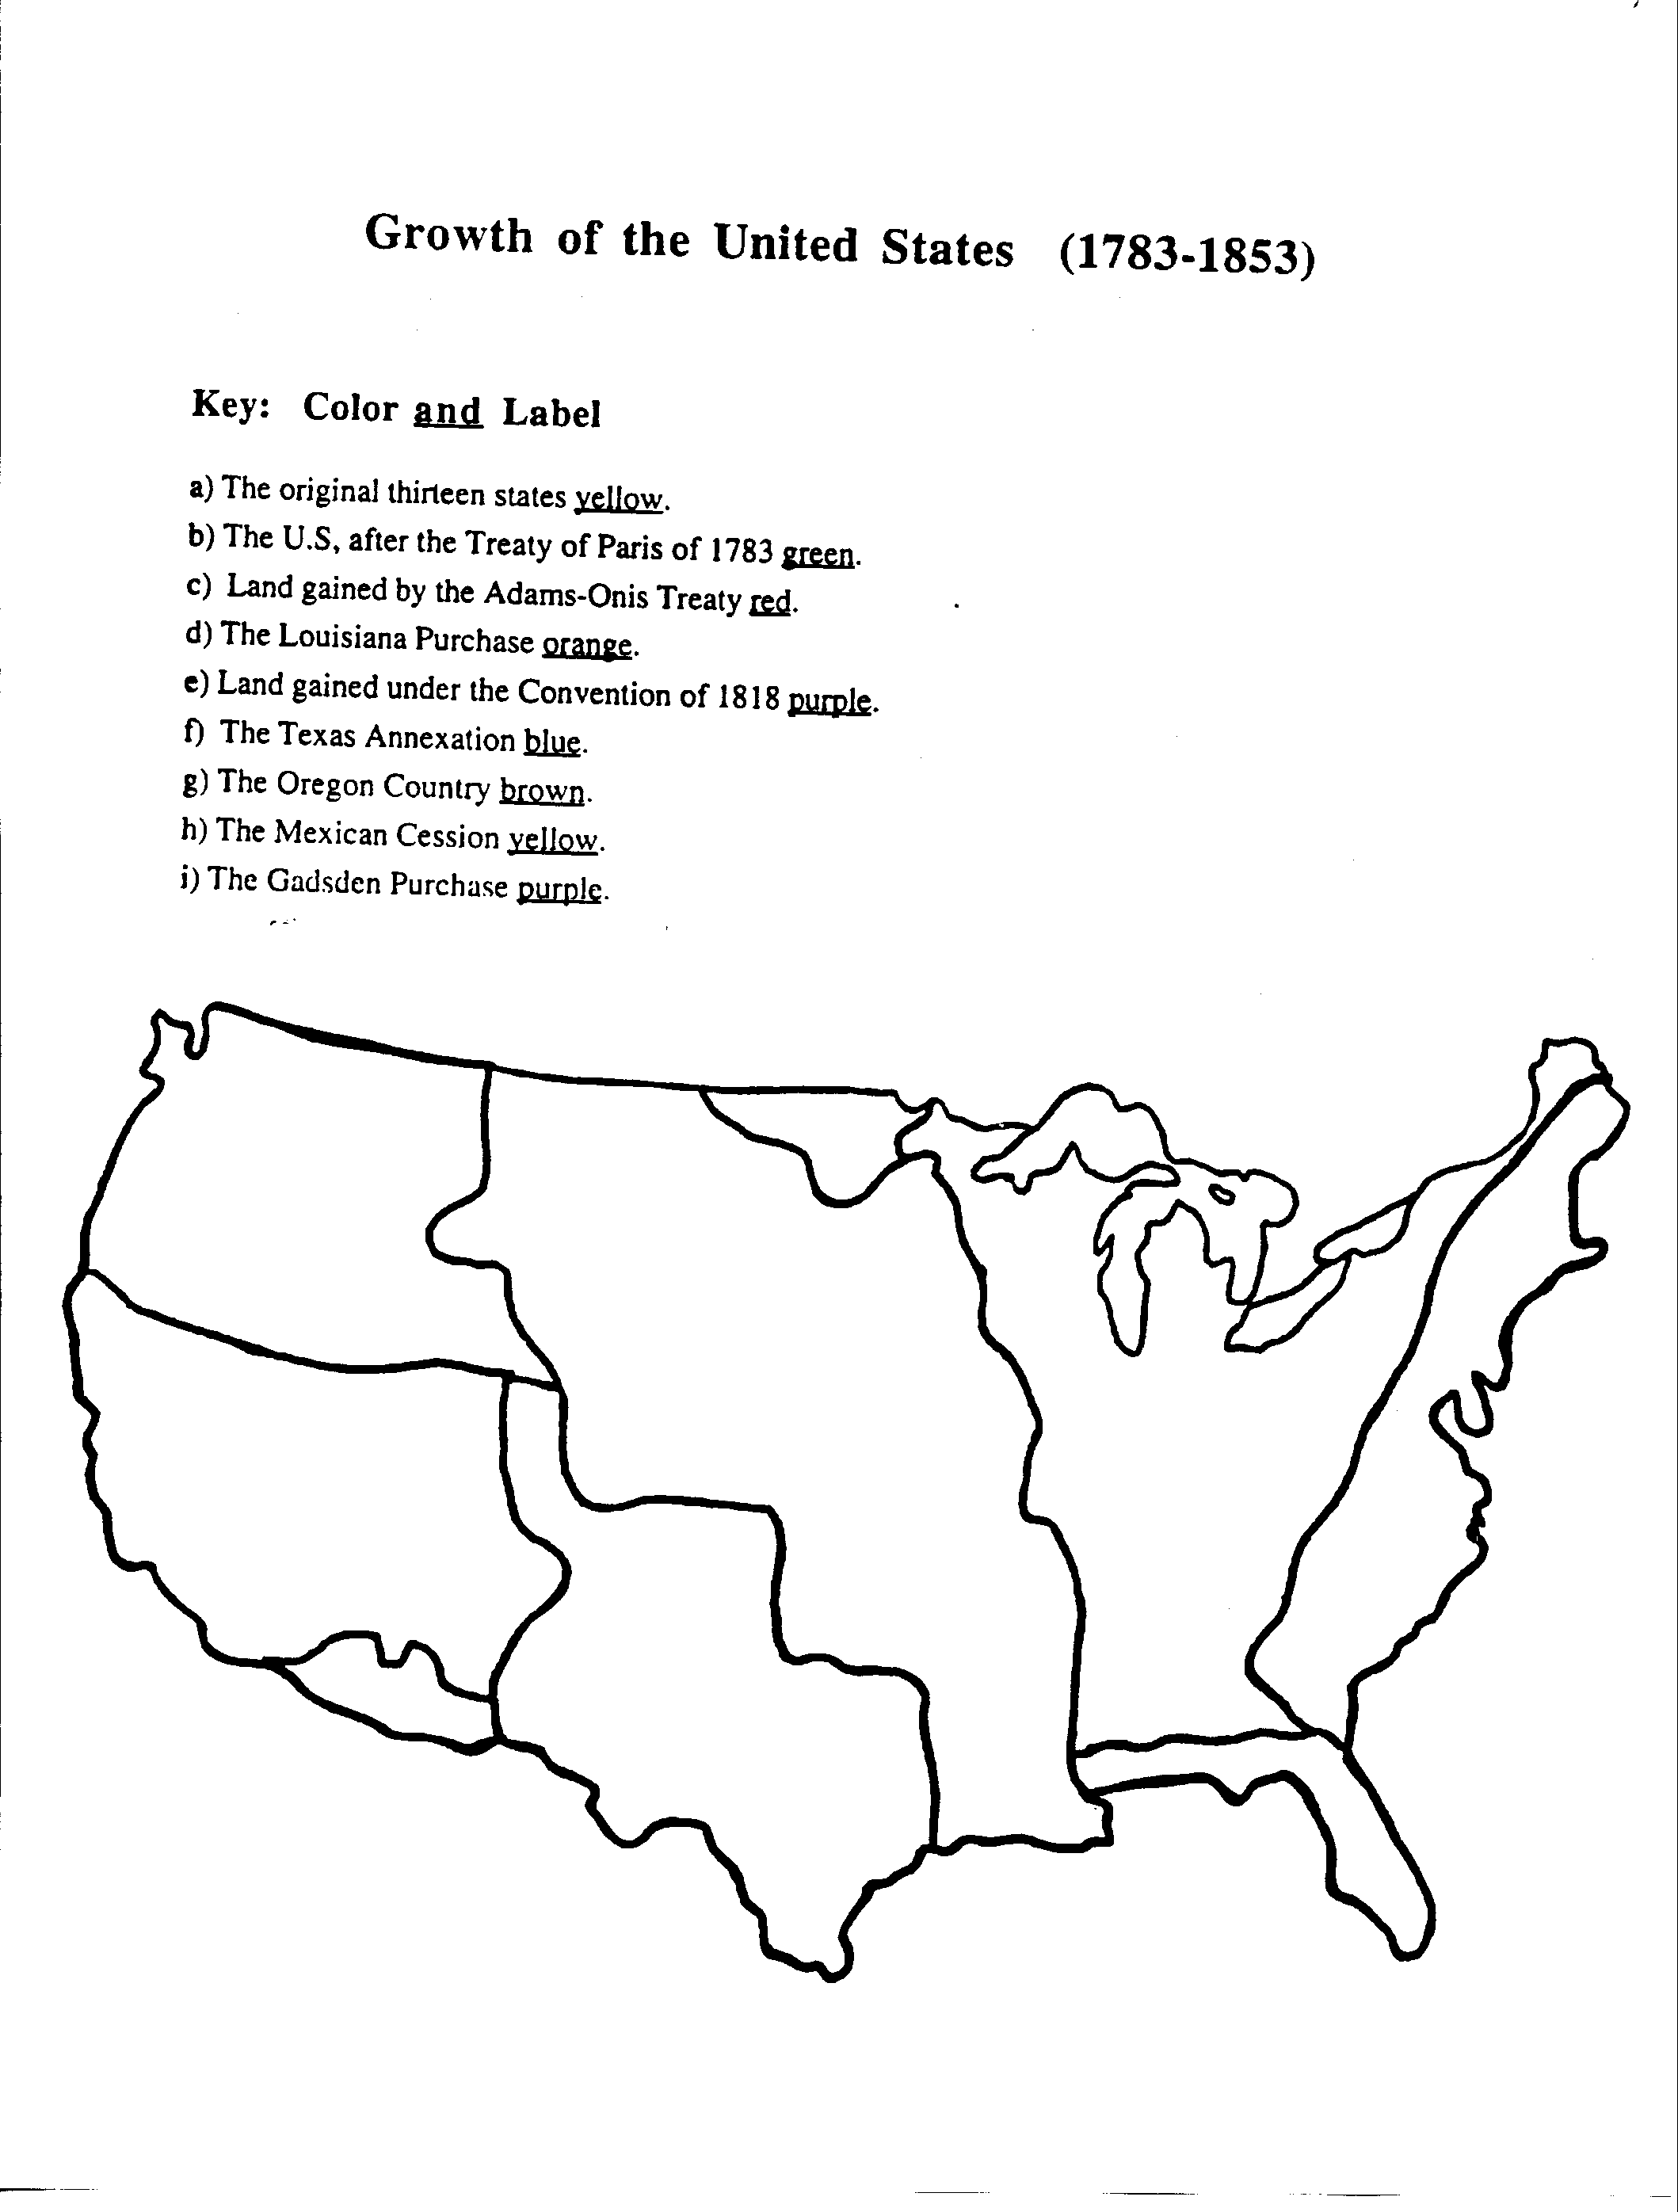 Growth of the United States (1783-1853)
Key: Color and Label
a) The original thirteen states yellow.
b) The U.S, after the Treaty of Paris of 1783 green.
c) Land gained by the Adams-Onis Treaty red.
d) The Louisiana Purchase orange.
e) Land gained under the Convention of 1818 purple.
f) The Texas Annexation blue.
g) The Oregon Country brown.
h) The Mexican Cession yellow.
i) The Gadsden Purchase purple.